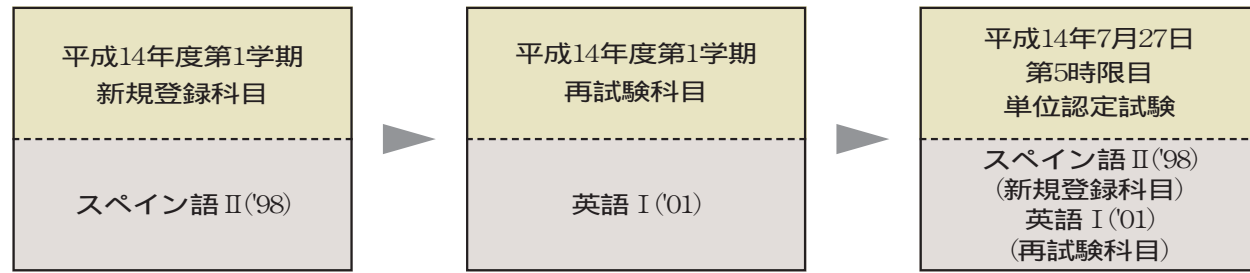 平成14年度第1学期
新規登録科目
スペイン語Ⅱ('98)
平成14年度第1学期
再試験科目
英語Ⅰ('01)
平成14年7月27日
第5時限目
単位認定試験
スペイン語Ⅱ('98)
(新規登録科目)
英語Ⅰ('01)
(再試験科目)